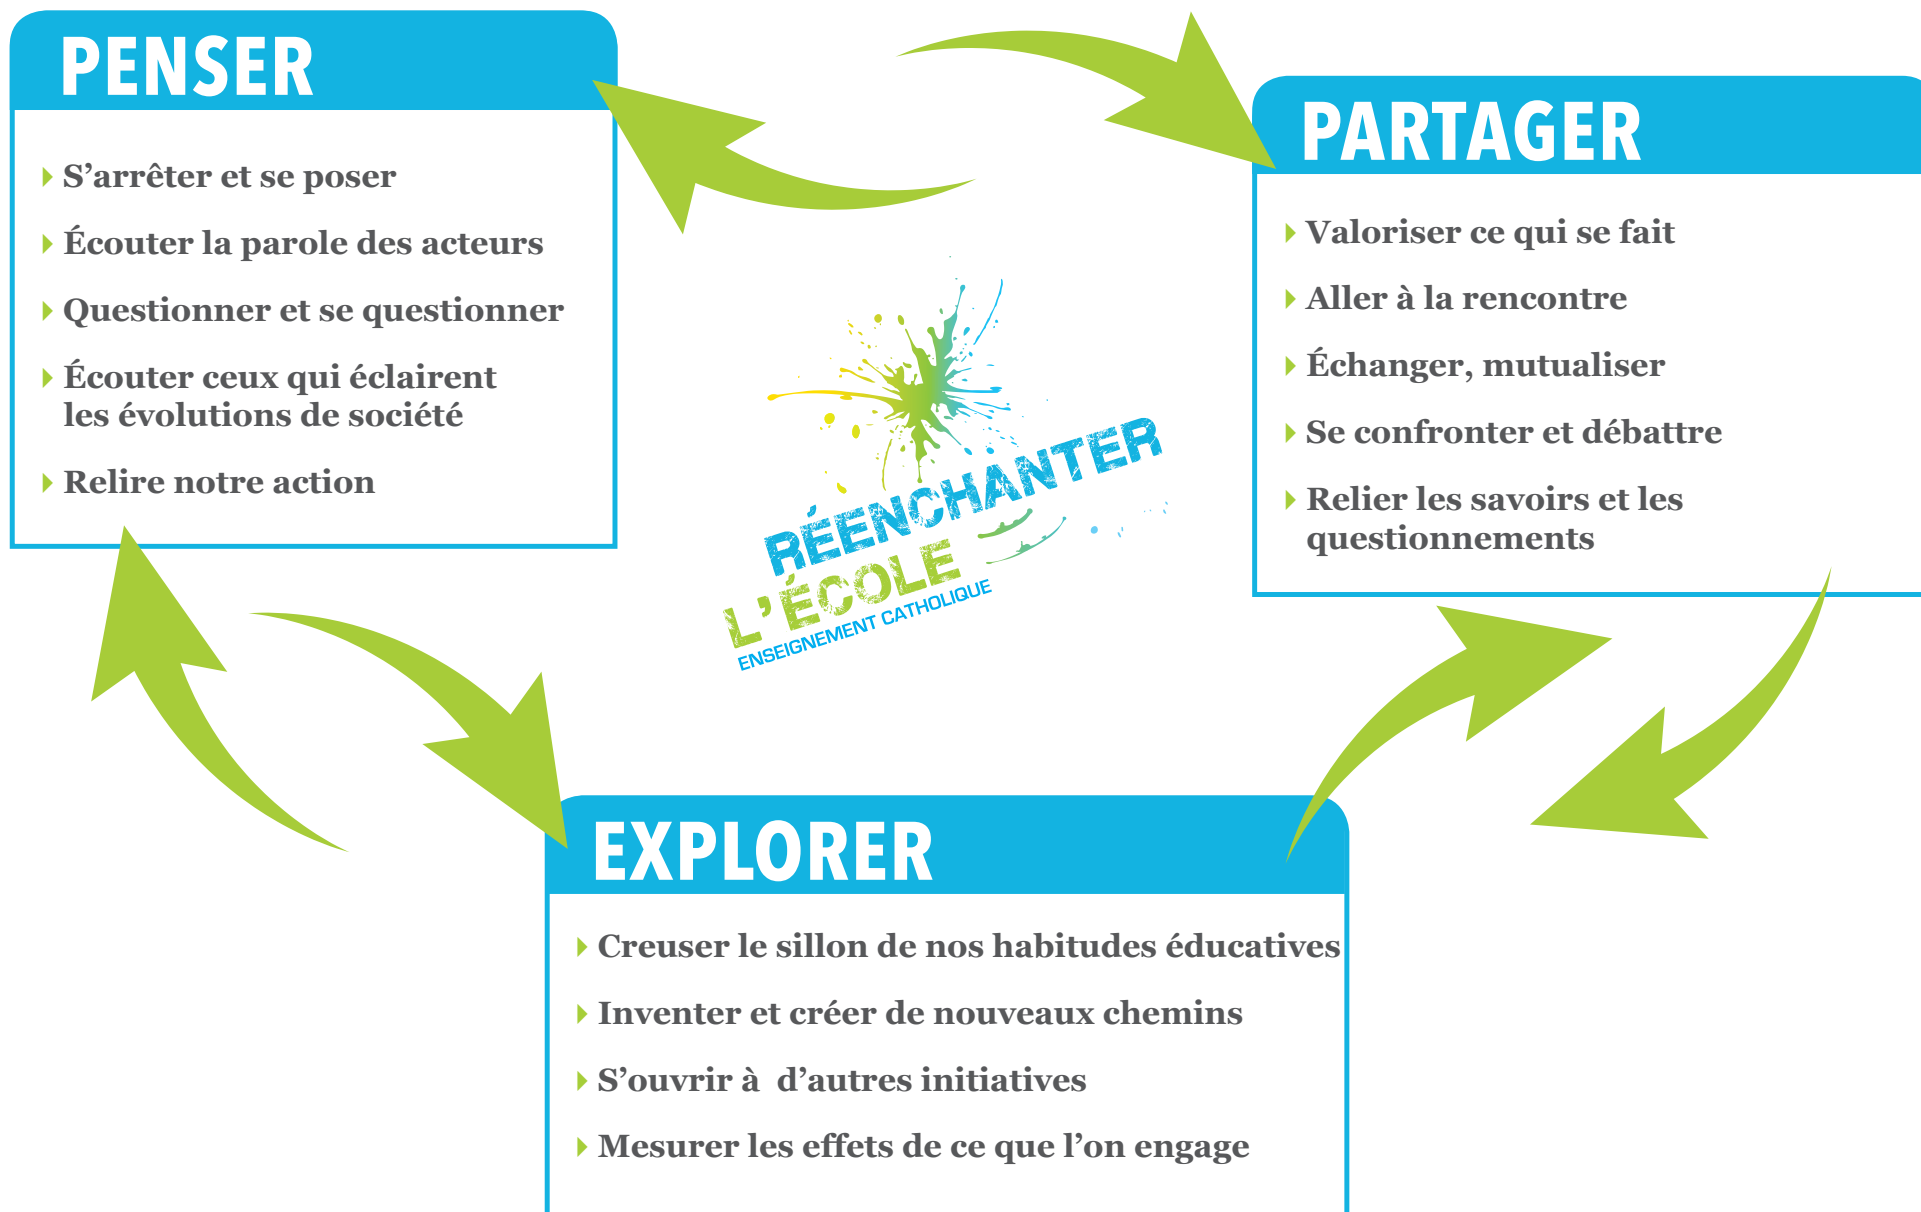 PENSER
S’arrêter et se poser
Écouter la parole des acteurs
Questionner et se questionner
Écouter ceux qui éclairent
les évolutions de société
Relire notre action
PARTAGER
Valoriser ce qui se fait
Aller à la rencontre
Échanger, mutualiser
Se confronter et débattre
Relier les savoirs et les
questionnements
RÉENCHANTER
L’ÉCOLE
ENSEIGNEMENT CATHOLIQUE
EXPLORER
Creuser le sillon de nos habitudes éducatives
Inventer et créer de nouveaux chemins
S’ouvrir à  d’autres initiatives
Mesurer les effets de ce que l’on engage